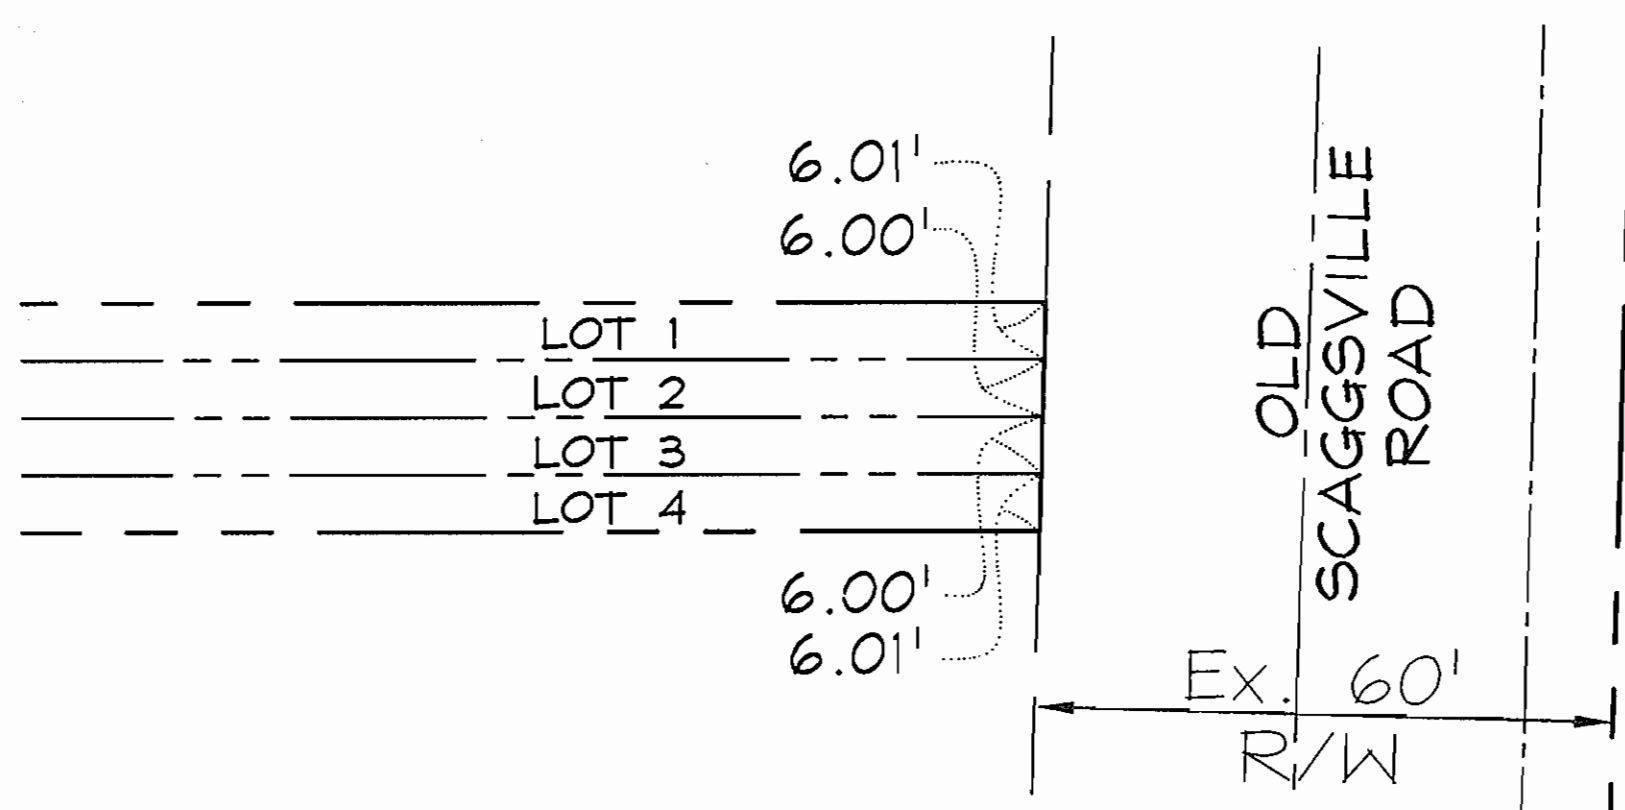 6.01'
6.00'
LOT 1
LOT 2
LOT 3
LOT 4
6.00'
6.01'
OLD
SCAGGSVILLE
ROAD
Ex. 60'
R/W